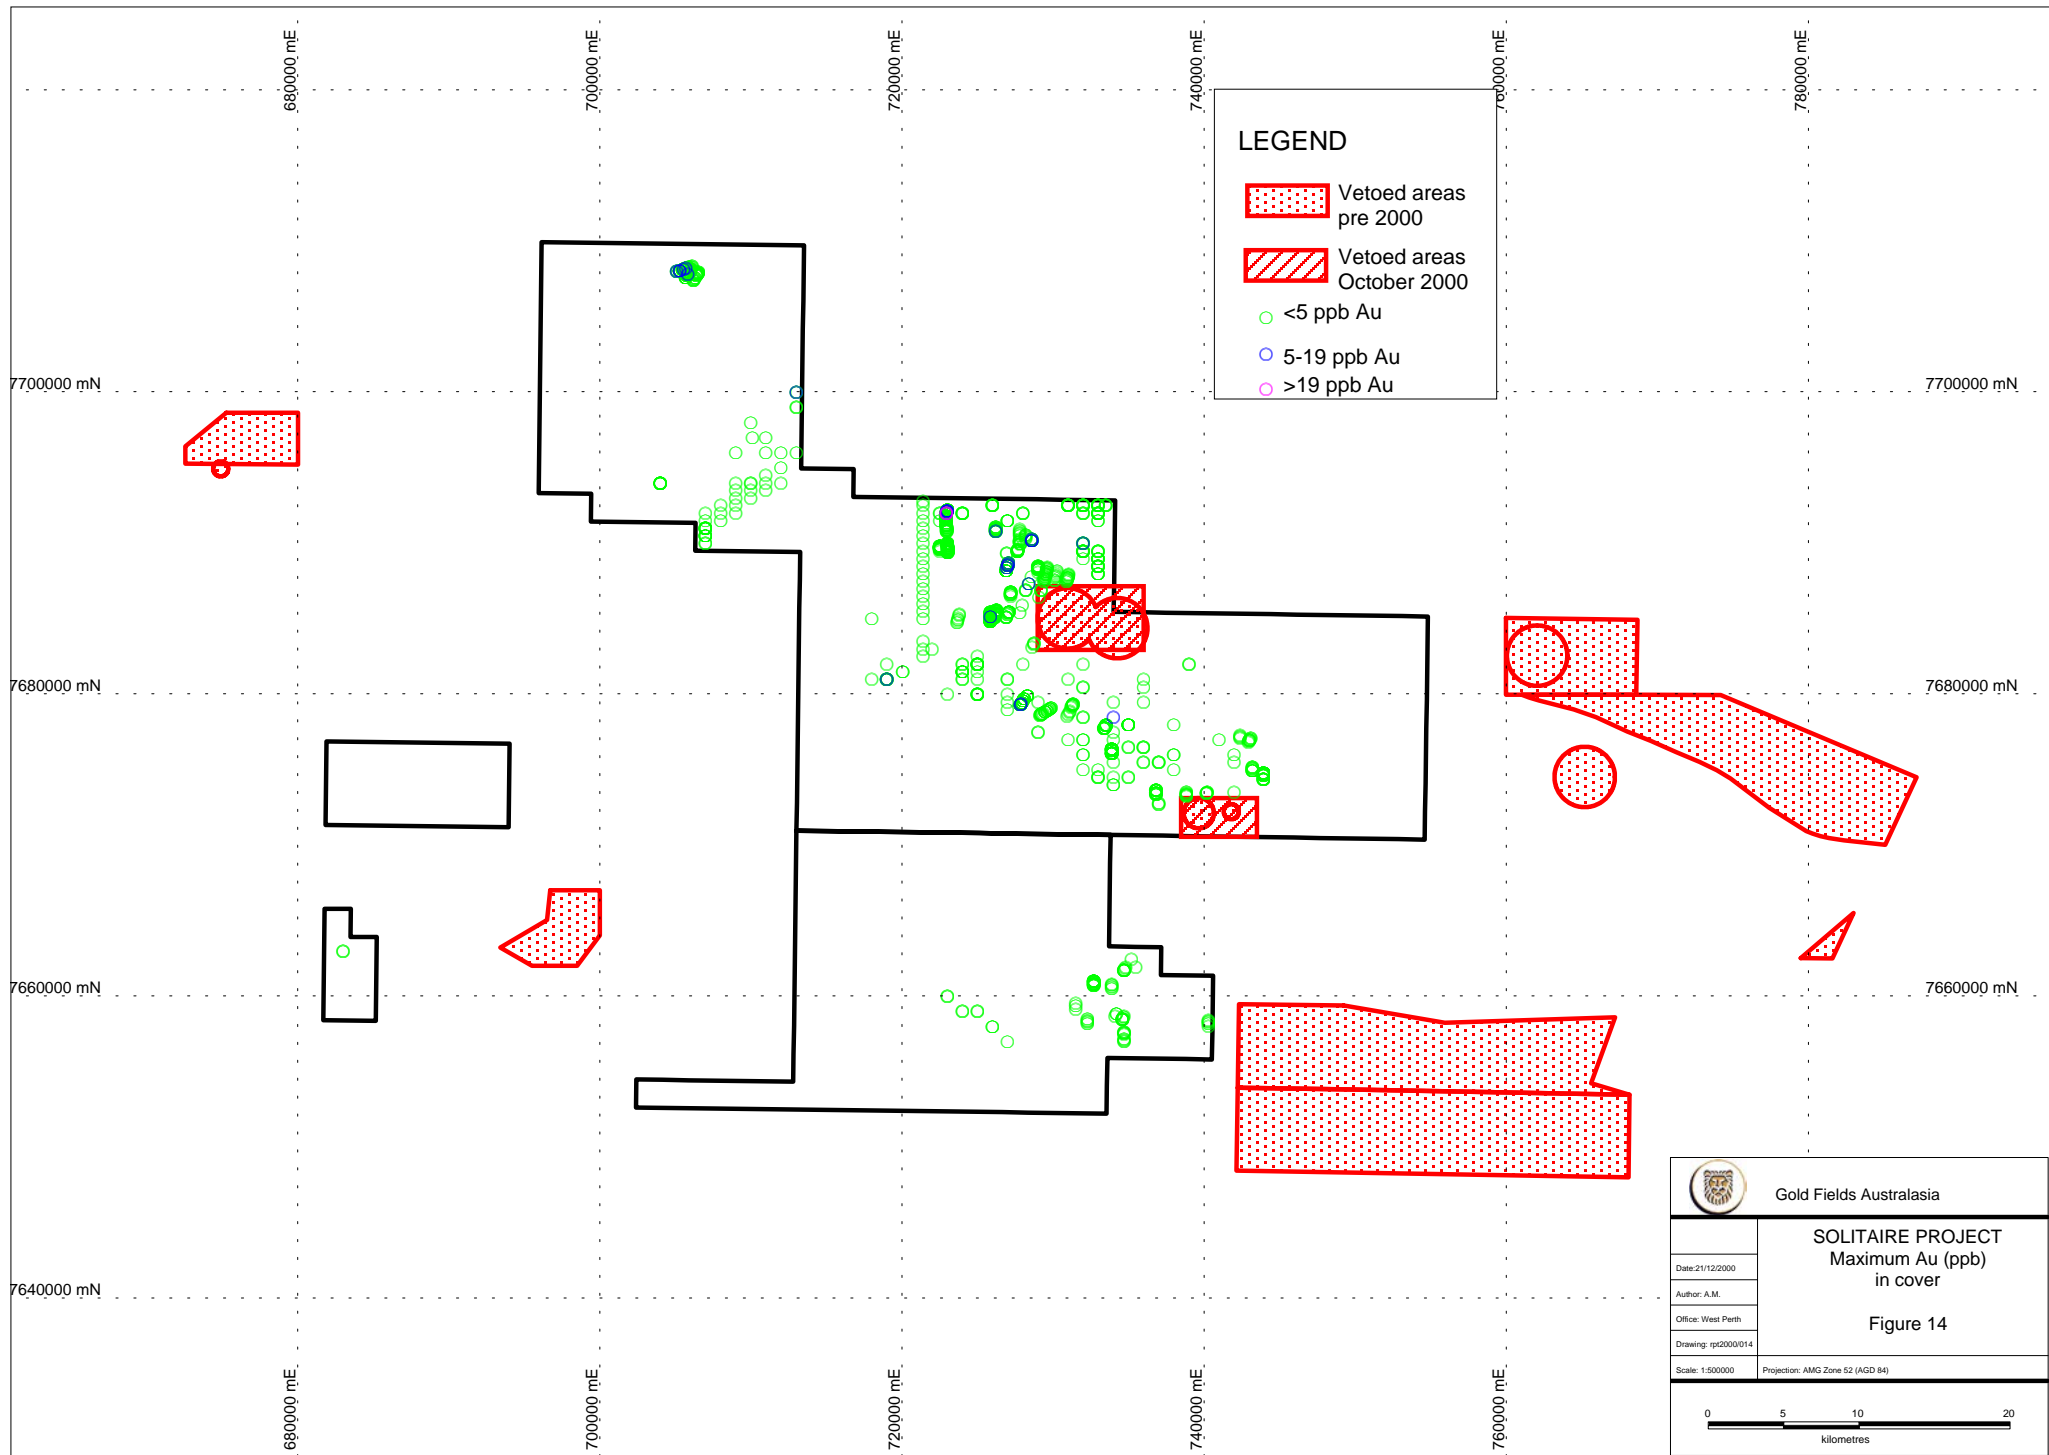 680000 mE
700000 mE
720000 mE
740000 mE
760000 mE
780000 mE
LEGEND
Vetoed areas
pre 2000
Vetoed areas
October 2000
<5 ppb Au
5-19 ppb Au
>19 ppb Au
7700000 mN
7700000 mN
7680000 mN
7680000 mN
7660000 mN
7660000 mN
7640000 mN
680000 mE
700000 mE
720000 mE
740000 mE
760000 mE
Gold Fields Australasia
SOLITAIRE PROJECT
Maximum Au (ppb)
in cover
Figure 14
Date:21/12/2000
Author: A.M.
Office: West Perth
Drawing: rpt2000/014
Scale: 1:500000
Projection: AMG Zone 52 (AGD 84)
0 5 10 20
kilometres